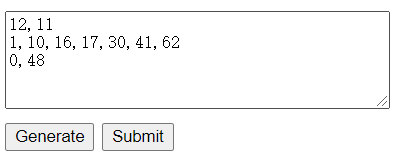 12,11
1,10,16,17,30,41,62
0,48
Generate Submit